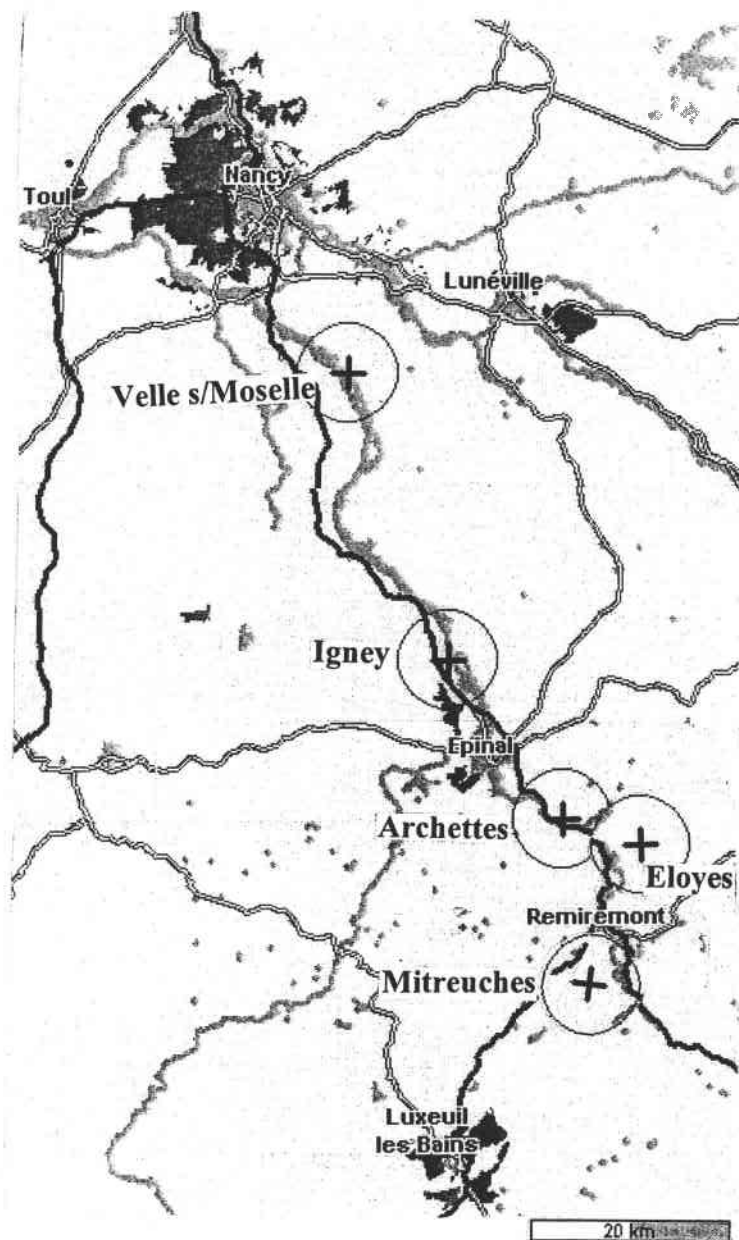 Nancy
Toul
Lunéville
Velle s/Moselle
Igney
Epinal
Archettes
Eloyes
Remiremont
Mitreuches
Luxeuil
les Bains
20 km